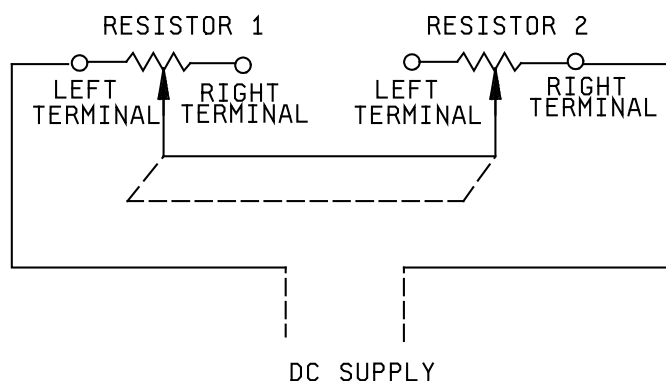 RESISTOR 1
RESISTOR 2
LEFT
TERMINAL
RIGHT
TERMINAL
LEFT
TERMINAL
RIGHT
TERMINAL
DC SUPPLY